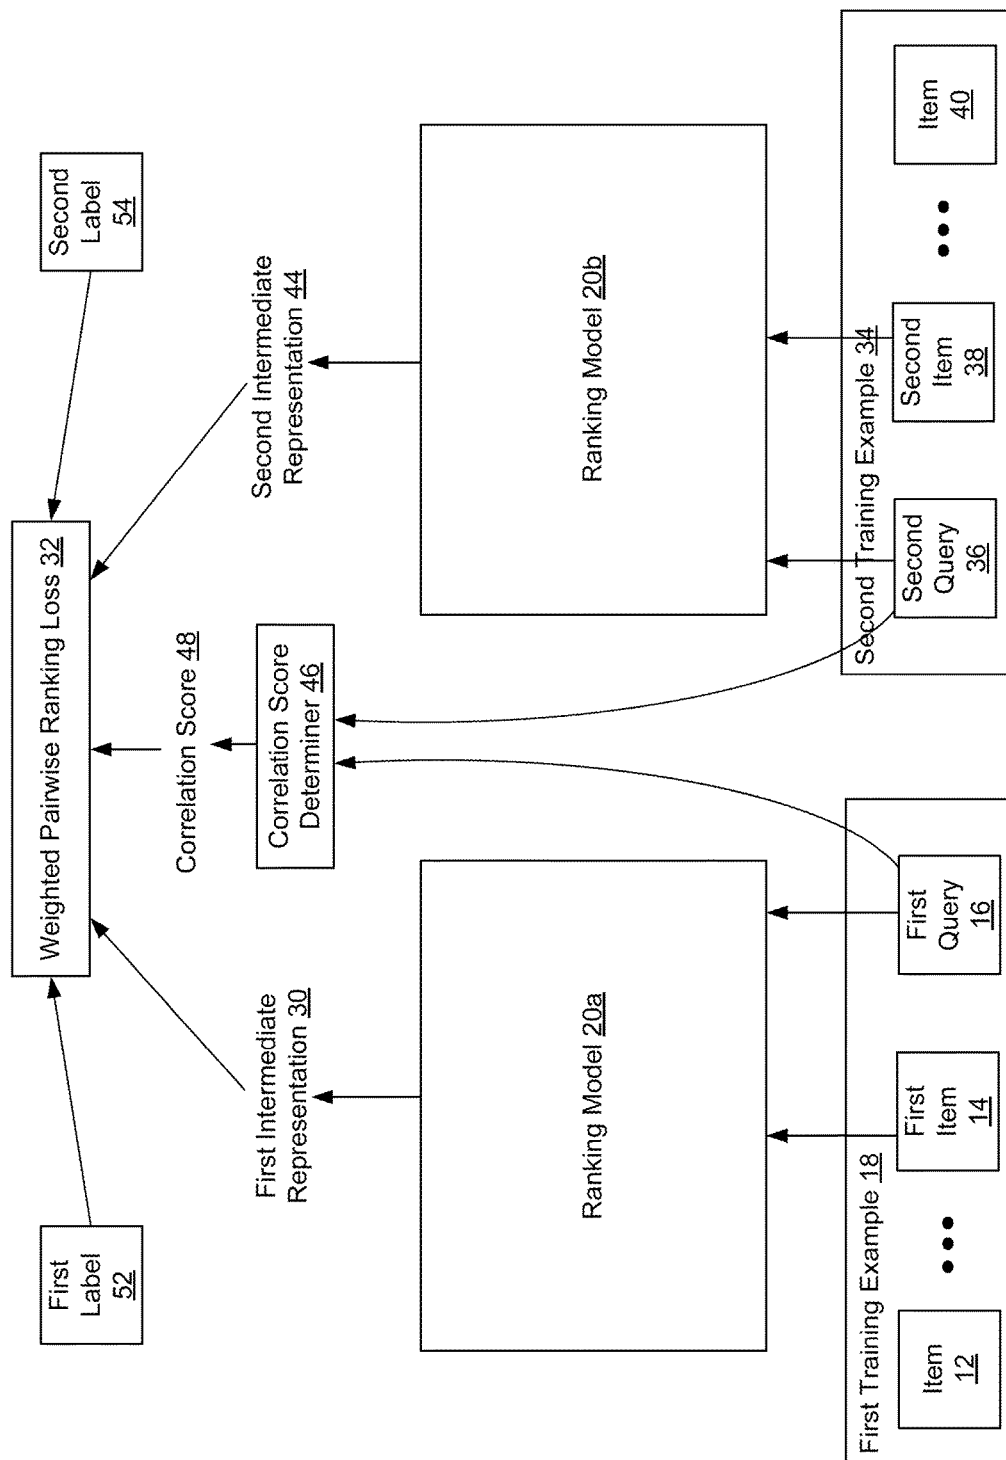 Weighted Pairwise Ranking Loss 32
First
Label
52
Second
Label
54
Correlation Score 48
First Intermediate
Representation 30
Second Intermediate
Representation 44
Correlation Score
Determiner 46
Ranking Model 20a
Ranking Model 20b
First Training Example 18
Item
12
First
Item
14
First
Query
16
Second Training Example 34
Second
Query
36
Second
Item
38
Item
40